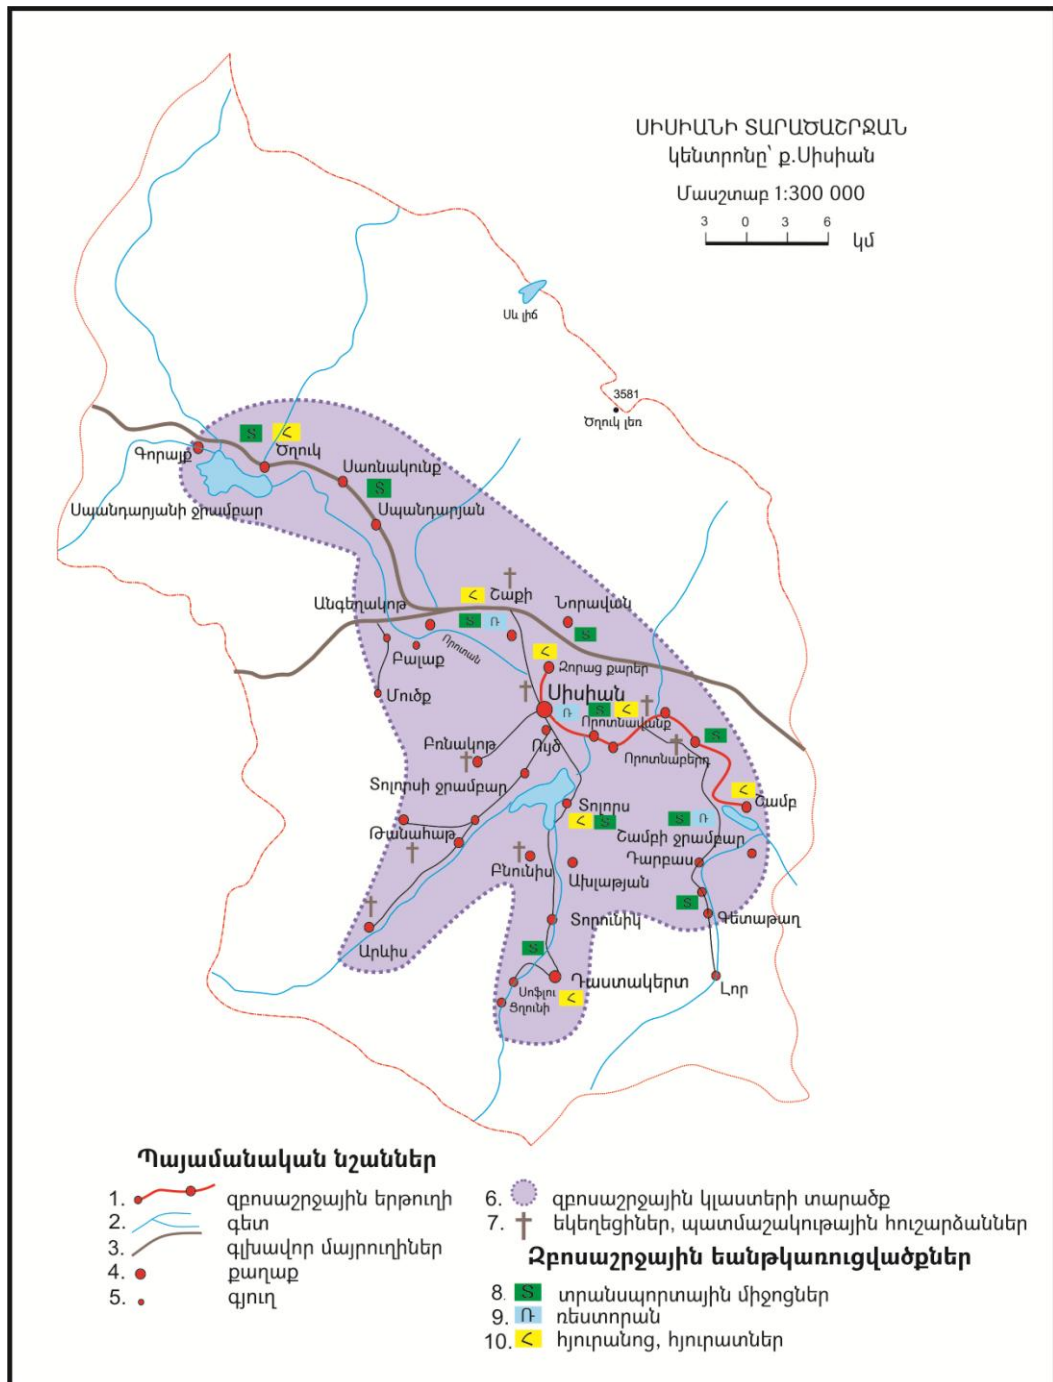 ՍԻՍԻԱՆԻ ՏԱՐԱԾԱՇՐՋԱՆ
կենտրոնը՝ ք.Սիսիան
Մասշտաբ 1:300 000
3 0 3 6
կմ
Սև լիճ
3581
Ծղուկ լեռ
Տ Հ
Գորայք
Ծղուկ
Սառնակունք
Տ
Սպանդարյանի ջրամբար
Սպանդարյան
Անգեղակոթ
Հ Շաքի
Նորավան
Տ Ռ
Տ
Որոտան
Բալաք
Հ
Զորաց քարեր
Մուծք
Սիսիան
Ռ Տ Հ
Որոտնավանք
Տ
Բռնակոթ
Ույծ
Որոտնաբերդ
Տոլորսի ջրամբար
Հ
Շամբ
Տոլորս
Հ Տ
Տ Ռ
Թանահաթ
Շամբի ջրամբար
Բնունիս
Ախլաթյան
Դարբաս
Տ
Գետաթաղ
Տորունիկ
Արևիս
Տ
Դաստակերտ
Լոր
Սոֆլու
Հ
Ցղունի
Պայամանական նշաններ
1. զբոսաշրջային երթուղի
2. գետ
3. գլխավոր մայրուղիներ
4. քաղաք
5. գյուղ
6. զբոսաշրջային կլաստերի տարածք
7. եկեղեցիներ, պատմաշակութային հուշարձաններ
Զբոսաշրջային ենթկառուցվածքներ
8. Տ տրանսպորտային միջոցներ
9. Ռ ռեստորան
10. Հ հյուրանոց, հյուրատներ